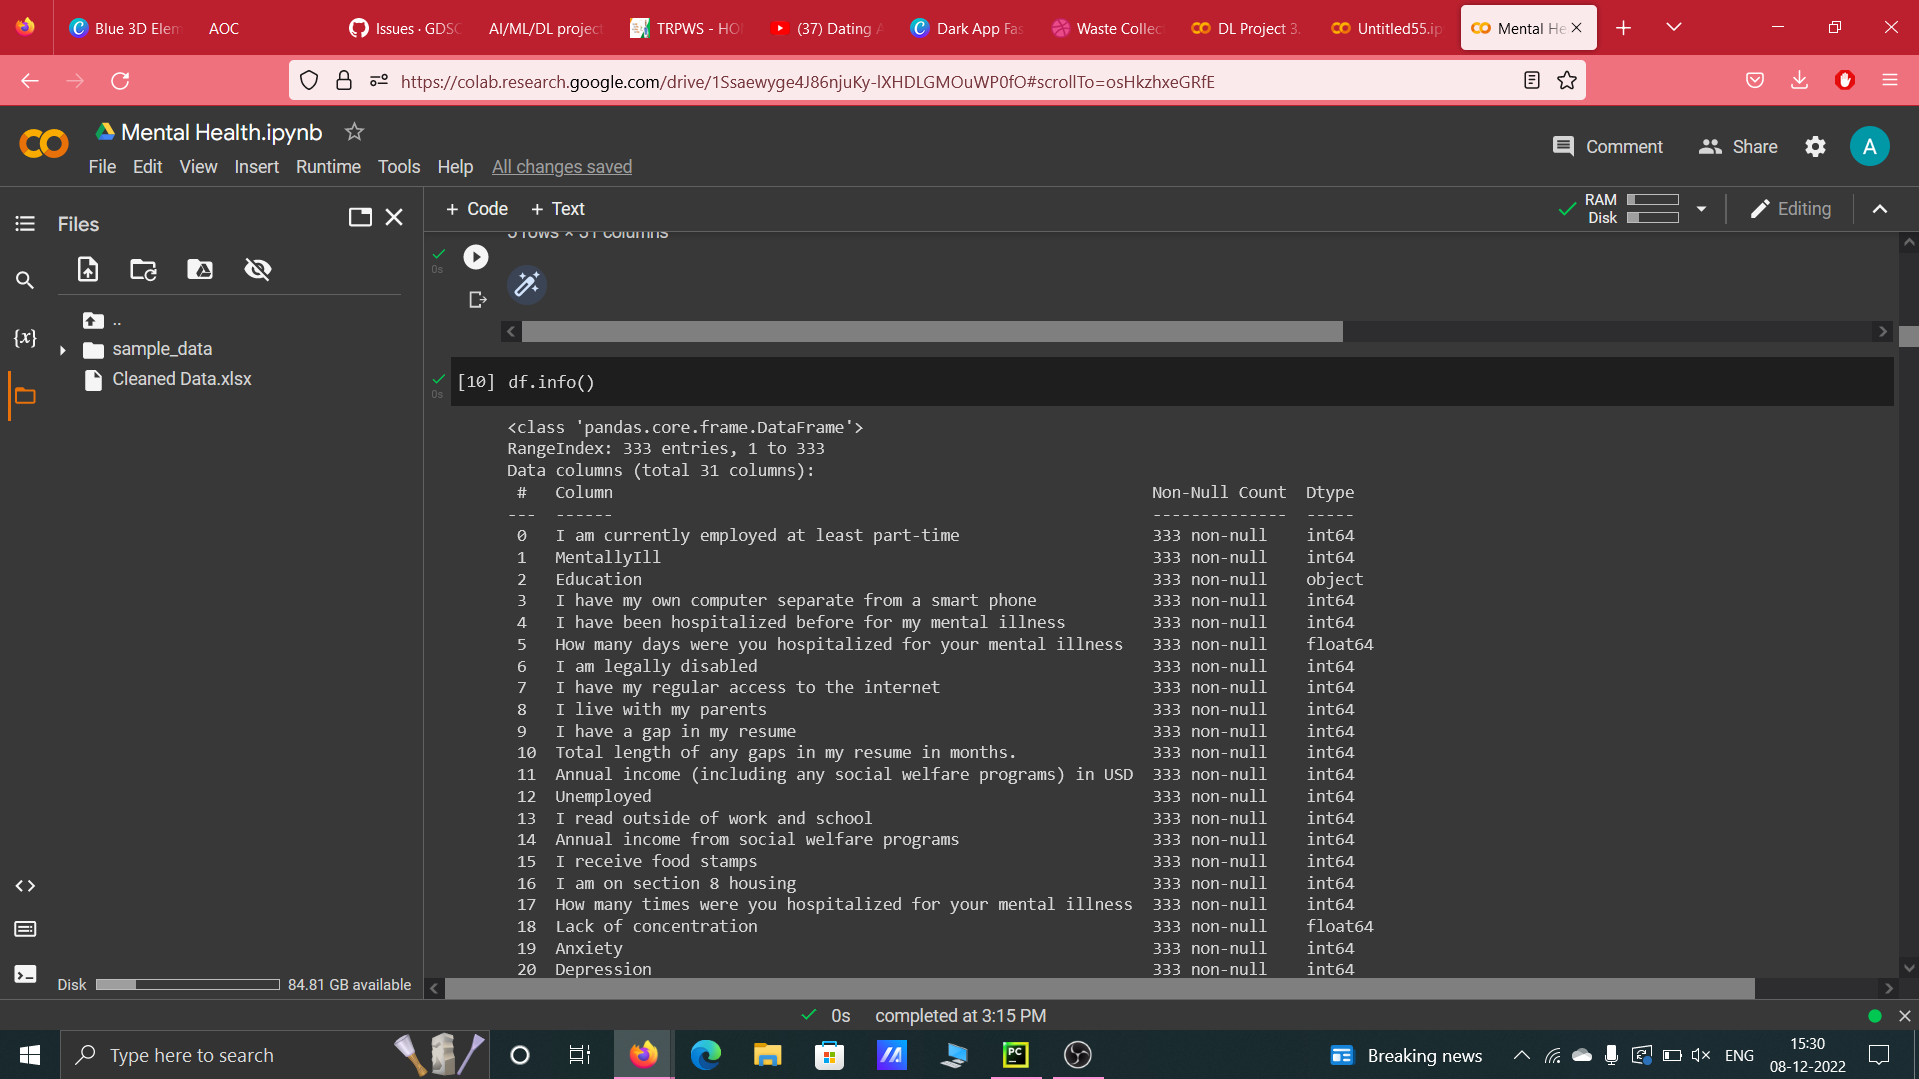 Blue 3D Elem
AOC
Issues · GDSC
AI/ML/DL project
TRPWS - HO
(37) Dating A
Dark App Fas
Waste Collec
DL Project 3.
Untitled55.ip
Mental He
https://colab.research.google.com/drive/1Ssaewyge4J86njuKy-lXHDLGMOuWP0fO#scrollTo=osHkzhxeGRfE
Mental Health.ipynb
Comment
Share
A
File Edit View Insert Runtime Tools Help All changes saved
Files
+ Code + Text
RAM
Disk
Editing
5 rows × 31 columns
0s
..
{x}
sample_data
Cleaned Data.xlsx
0s
[10] df.info()
<class 'pandas.core.frame.DataFrame'>
RangeIndex: 333 entries, 1 to 333
Data columns (total 31 columns):
# Column Non-Null Count Dtype
--- ------ -------------- -----
0 I am currently employed at least part-time 333 non-null int64
1 MentallyIll 333 non-null int64
2 Education 333 non-null object
3 I have my own computer separate from a smart phone 333 non-null int64
4 I have been hospitalized before for my mental illness 333 non-null int64
5 How many days were you hospitalized for your mental illness 333 non-null float64
6 I am legally disabled 333 non-null int64
7 I have my regular access to the internet 333 non-null int64
8 I live with my parents 333 non-null int64
9 I have a gap in my resume 333 non-null int64
10 Total length of any gaps in my resume in months. 333 non-null int64
11 Annual income (including any social welfare programs) in USD 333 non-null int64
12 Unemployed 333 non-null int64
13 I read outside of work and school 333 non-null int64
14 Annual income from social welfare programs 333 non-null int64
15 I receive food stamps 333 non-null int64
16 I am on section 8 housing 333 non-null int64
17 How many times were you hospitalized for your mental illness 333 non-null int64
18 Lack of concentration 333 non-null float64
19 Anxiety 333 non-null int64
20 Depression 333 non-null int64
Disk 84.81 GB available
0s completed at 3:15 PM
Type here to search
PC
Breaking news
ENG
15:30
08-12-2022